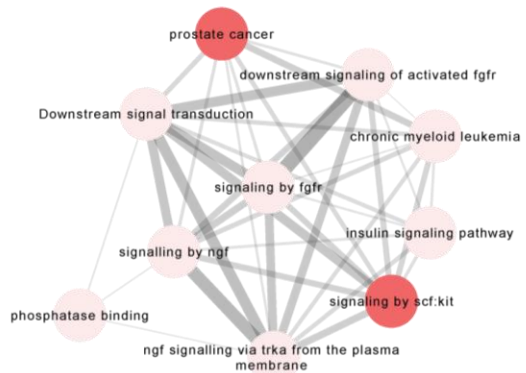 prostate cancer
downstream signaling of activated fgfr
Downstream signal transduction
chronic myeloid leukemia
signaling by fgfr
insulin signaling pathway
signalling by ngf
signaling by scf:kit
phosphatase binding
ngf signalling via trka from the plasma
membrane